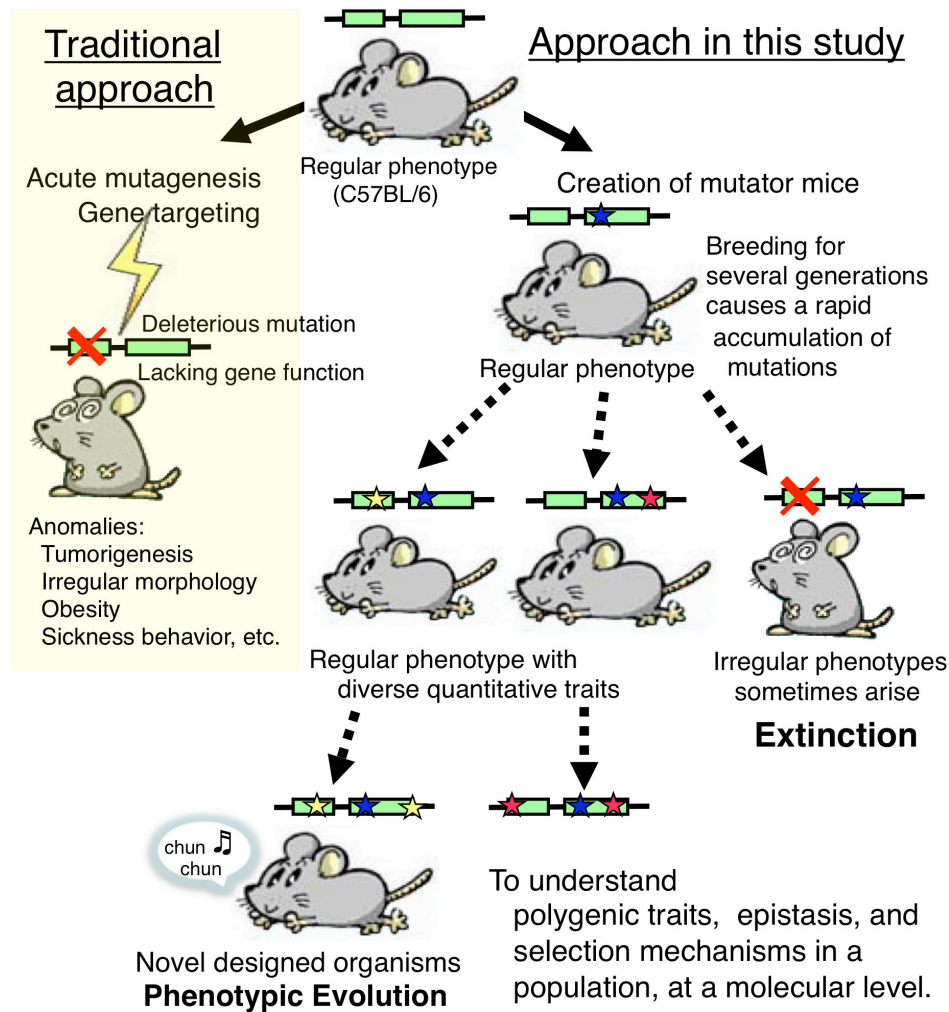 Traditional
approach
Approach in this study
Regular phenotype
(C57BL/6)
Acute mutagenesis
Gene targeting
Deleterious mutation
Lacking gene function
Anomalies:
Tumorigenesis
Irregular morphology
Obesity
Sickness behavior, etc.
Creation of mutator mice
Breeding for
several generations
causes a rapid
accumulation of
mutations
Regular phenotype
Regular phenotype with
diverse quantitative traits
Irregular phenotypes
sometimes arise
Extinction
chun ♬
chun
Novel designed organisms
Phenotypic Evolution
To understand
polygenic traits, epistasis, and
selection mechanisms in a
population, at a molecular level.